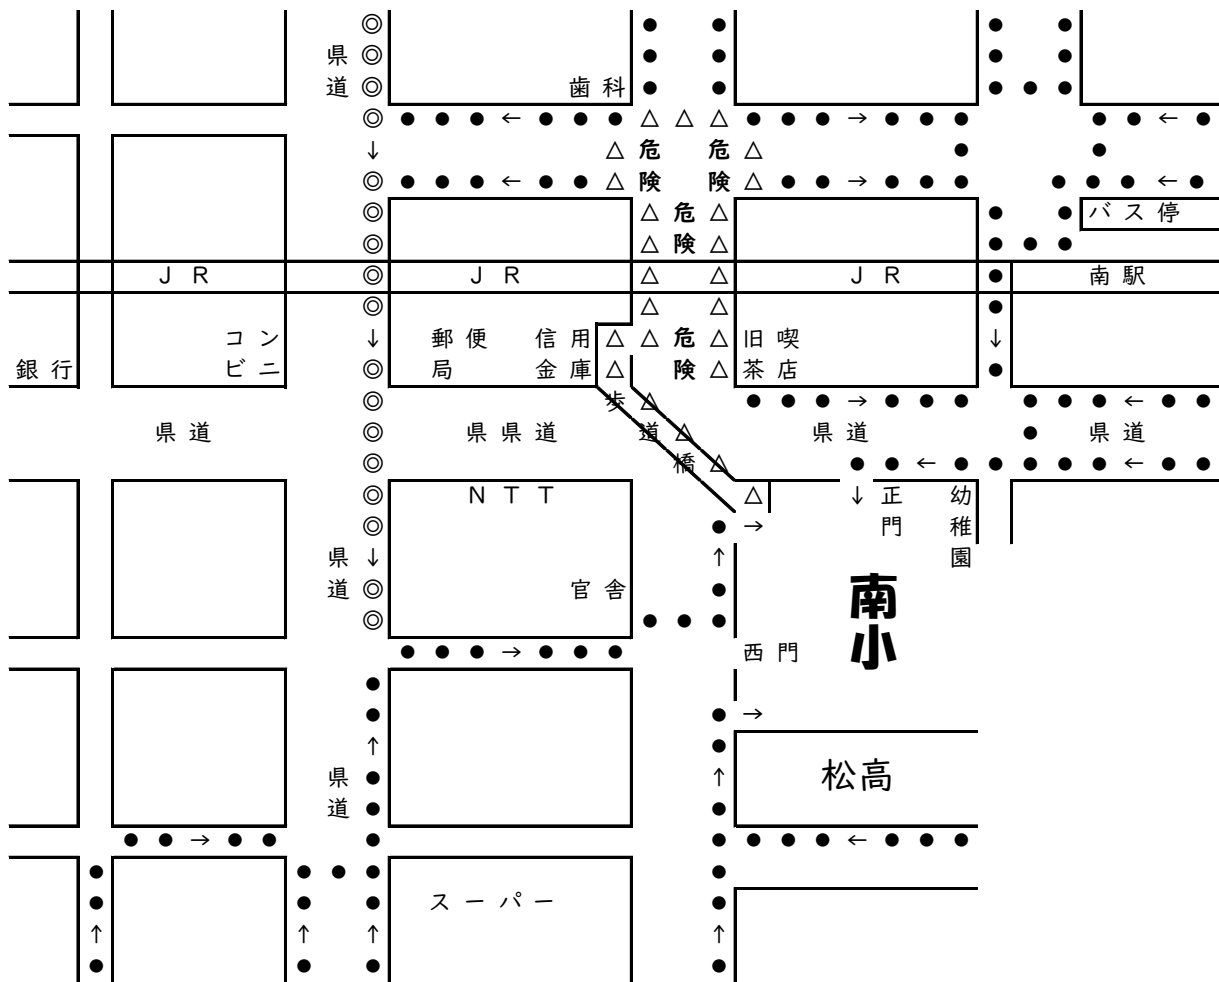 県道
歯科
危険
危険
危険
バス停
JR
JR
JR
南駅
コンビニ
郵便局
信用金庫
危険
旧喫茶店
銀行
歩道橋
県道
県県道
県道
県道
NTT
正門
幼稚園
県道
官舎
南小
西門
県道
松高
スーパー